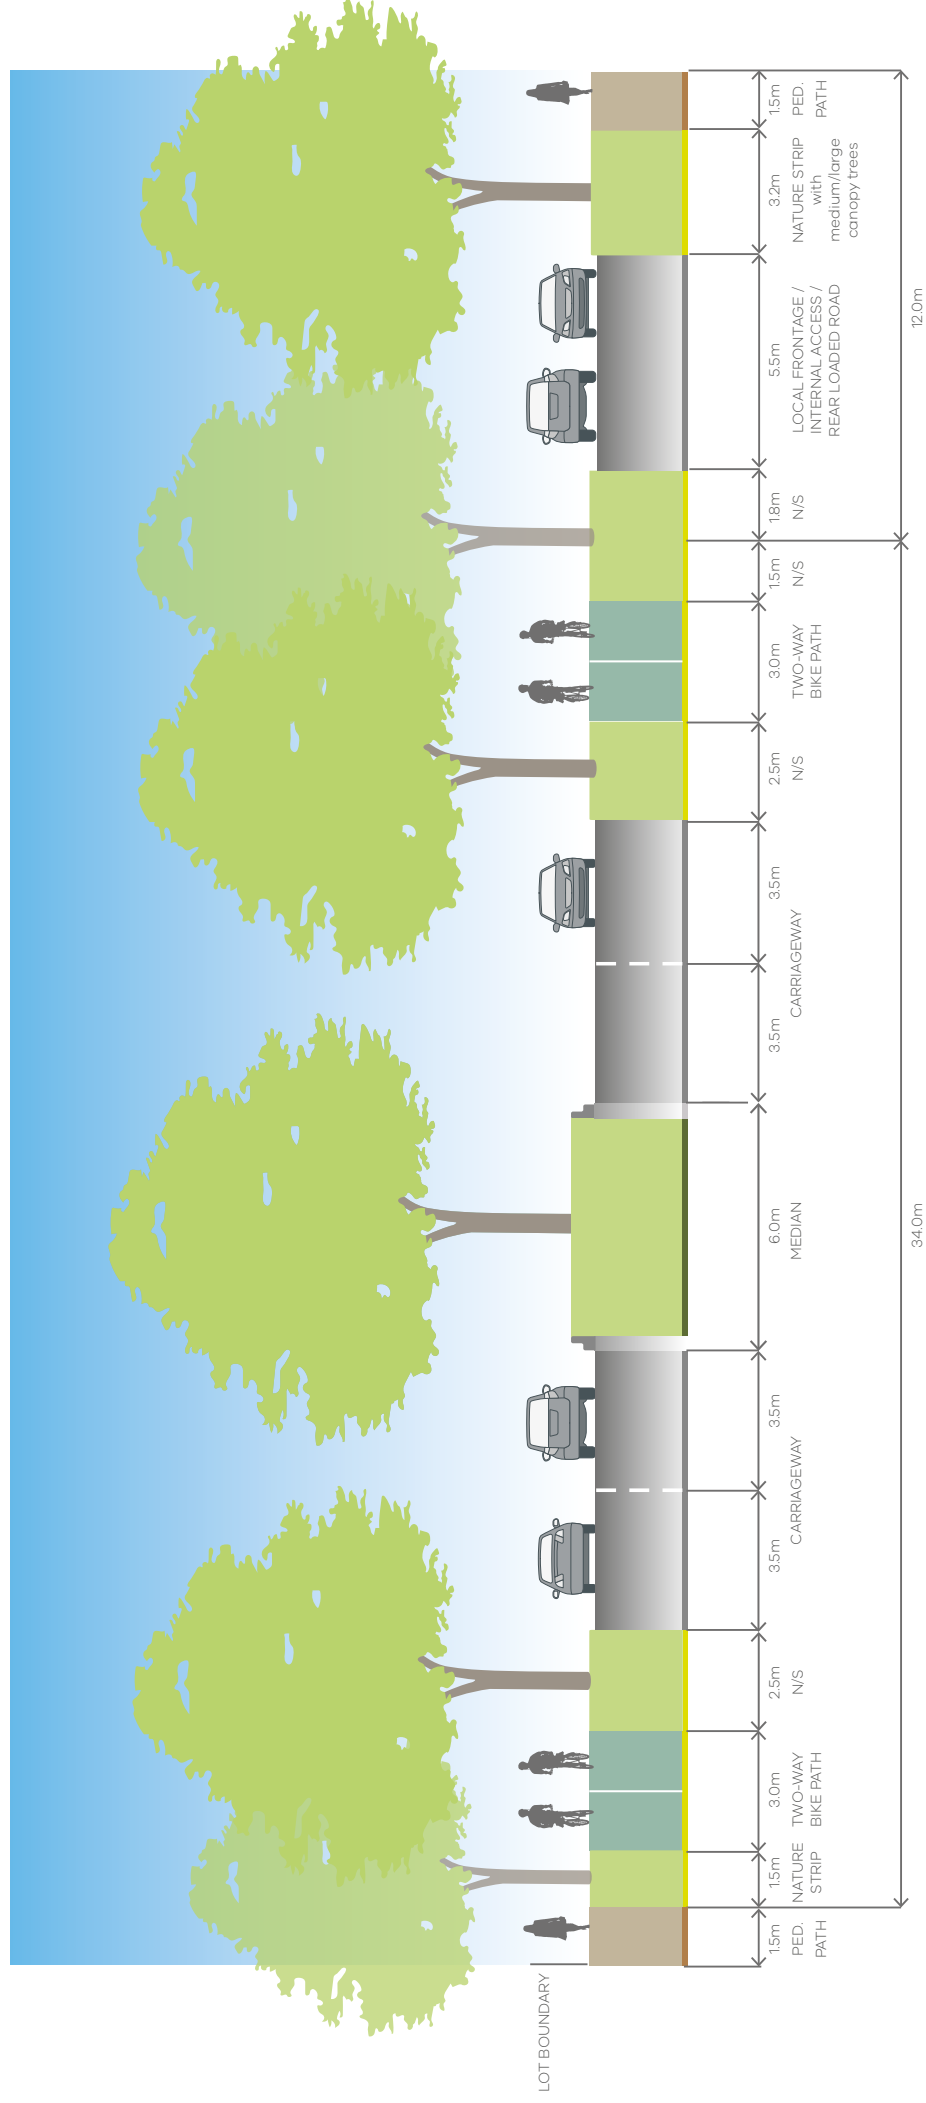 LOT BOUNDARY
1.5m
PED.
PATH
1.5m
NATURE
STRIP
3.0m
TWO-WAY
BIKE PATH
2.5m
N/S
3.5m
3.5m
CARRIAGEWAY
6.0m
MEDIAN
3.5m
3.5m
CARRIAGEWAY
2.5m
N/S
3.0m
TWO-WAY
BIKE PATH
1.5m
N/S
1.8m
N/S
5.5m
LOCAL FRONTAGE /
INTERNAL ACCESS /
REAR LOADED ROAD
3.2m
NATURE STRIP
with
medium/large
canopy trees
1.5m
PED.
PATH
34.0m
12.0m